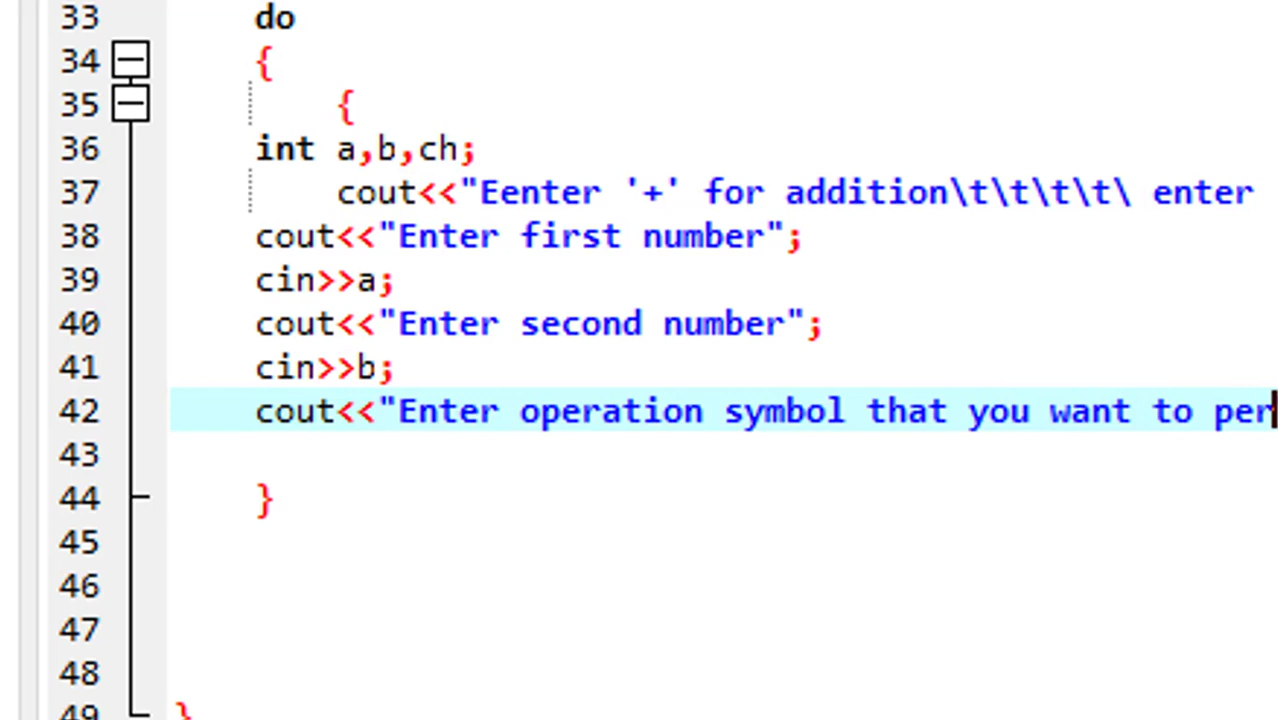 33 do
34 {
35 {
36 int a,b,ch;
37 cout<<"Eenter '+' for addition\t\t\t\t\ enter
38 cout<<"Enter first number";
39 cin>>a;
40 cout<<"Enter second number";
41 cin>>b;
42 cout<<"Enter operation symbol that you want to per
43
44 }
45
46
47
48
49 }